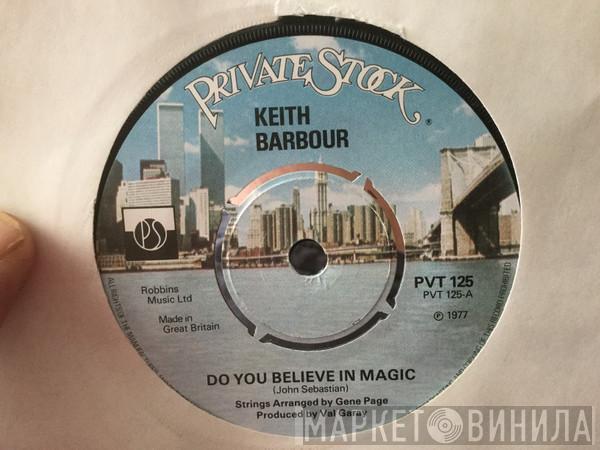 PRIVATE STOCK
®
KEITH
BARBOUR
PS
Robbins
Music Ltd
Made in
Great Britain
PVT 125
PVT 125-A
℗ 1977
DO YOU BELIEVE IN MAGIC
(John Sebastian)
Strings Arranged by Gene Page
Produced by Val Garay
МАРКЕТ ВИНИЛА